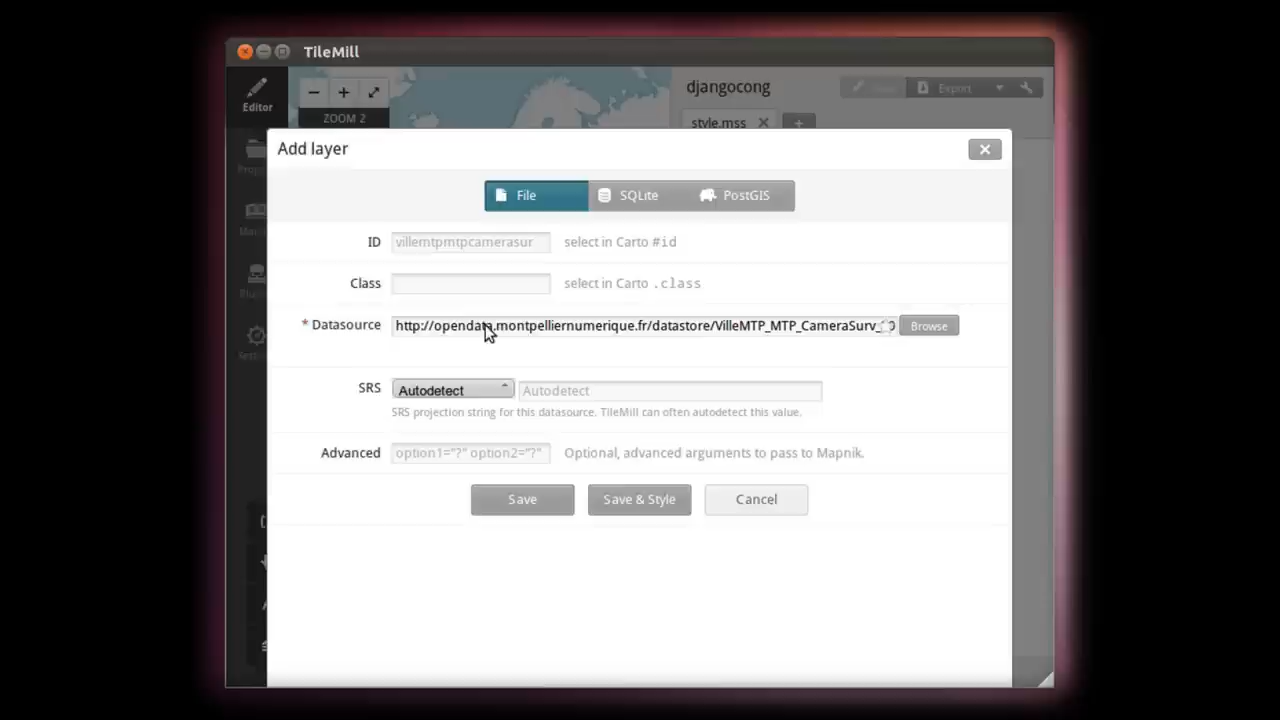 TileMill
Editor
ZOOM 2
djangocong
Export
style.mss
Add layer
File SQLite PostGIS
ID villemtpmtpcamerasur select in Carto #id
Class select in Carto .class
* Datasource http://opendata.montpelliernumerique.fr/datastore/VilleMTP_MTP_CameraSurv_ Browse
SRS Autodetect Autodetect
SRS projection string for this datasource. TileMill can often autodetect this value.
Advanced option1="?" option2="?" Optional, advanced arguments to pass to Mapnik.
Save Save & Style Cancel